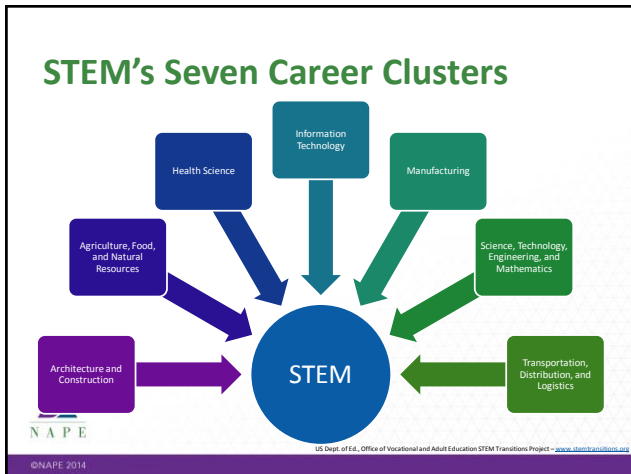 STEM's Seven Career Clusters
Information
Technology
Health Science
Manufacturing
Agriculture, Food,
and Natural
Resources
Science, Technology,
Engineering, and
Mathematics
Architecture and
Construction
STEM
Transportation,
Distribution, and
Logistics
N A P E
US Dept. of Ed., Office of Vocational and Adult Education STEM Transitions Project – www.stemtransitions.org
©NAPE 2014